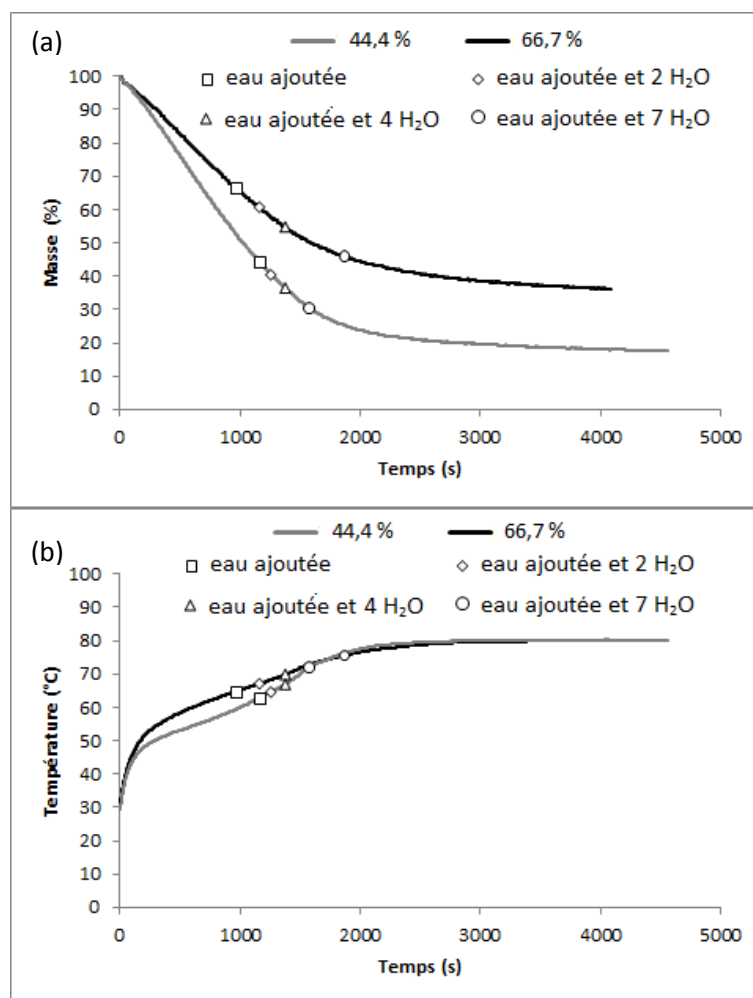 (a)
44,4 % 66,7 %
eau ajoutée eau ajoutée et 2 H₂O
eau ajoutée et 4 H₂O eau ajoutée et 7 H₂O
100
90
80
70
60
50
40
30
20
10
0
Masse (%)
0 1000 2000 3000 4000 5000
Temps (s)
(b)
44,4 % 66,7 %
eau ajoutée eau ajoutée et 2 H₂O
eau ajoutée et 4 H₂O eau ajoutée et 7 H₂O
100
90
80
70
60
50
40
30
20
10
0
Température (°C)
0 1000 2000 3000 4000 5000
Temps (s)